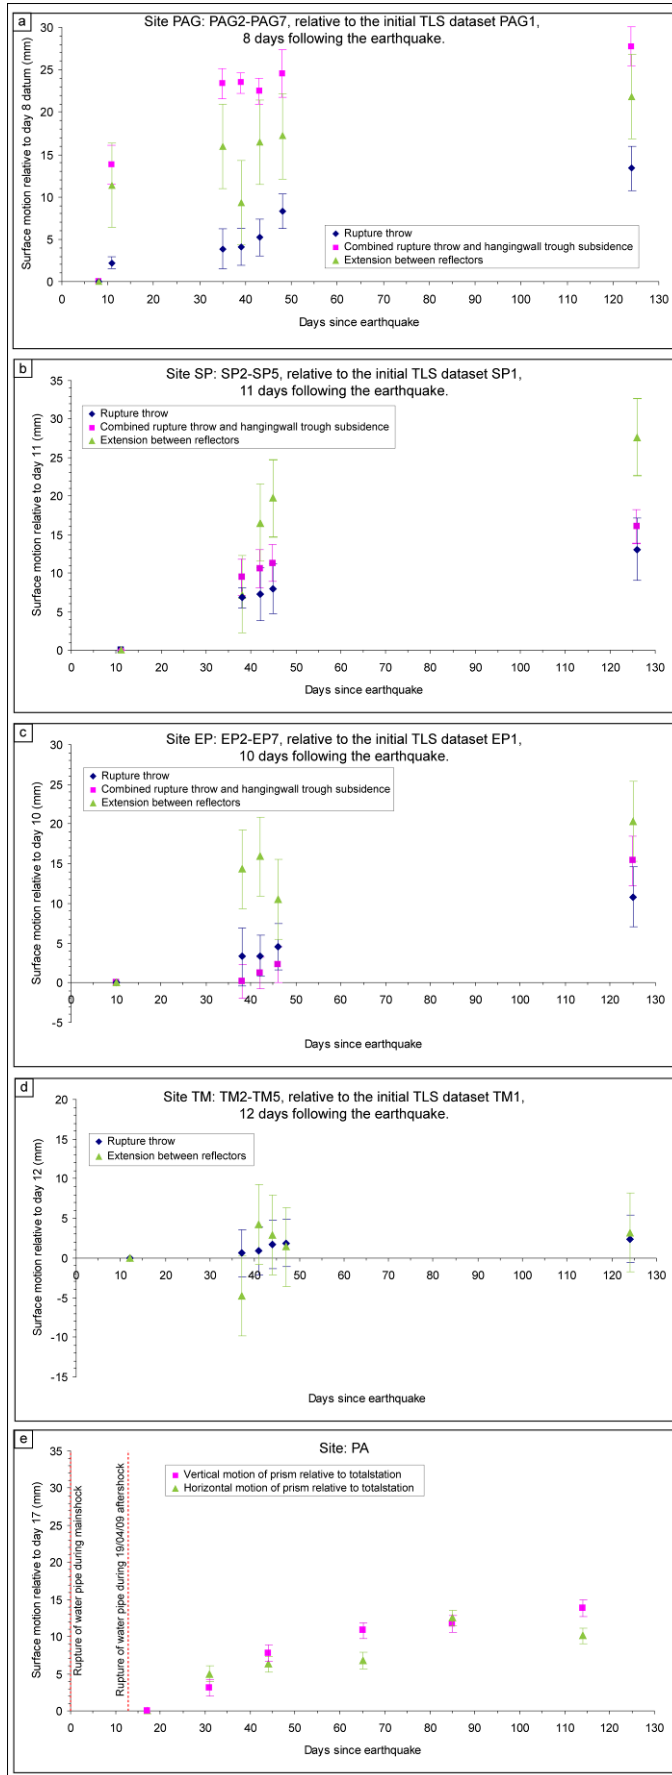 a
Site PAG: PAG2-PAG7, relative to the initial TLS dataset PAG1,
8 days following the earthquake.
Surface motion relative to day 8 datum (mm)
30
25
20
15
10
5
0
Rupture throw
Combined rupture throw and hangingwall trough subsidence
Extension between reflectors
0 10 20 30 40 50 60 70 80 90 100 110 120 130
Days since earthquake
b
Site SP: SP2-SP5, relative to the initial TLS dataset SP1,
11 days following the earthquake.
Surface motion relative to day 11 (mm)
35
30
25
20
15
10
5
0
Rupture throw
Combined rupture throw and hangingwall trough subsidence
Extension between reflectors
0 10 20 30 40 50 60 70 80 90 100 110 120 130
Days since earthquake
c
Site EP: EP2-EP7, relative to the initial TLS dataset EP1,
10 days following the earthquake.
Surface motion relative to day 10 (mm)
30
25
20
15
10
5
0
-5
Rupture throw
Combined rupture throw and hangingwall trough subsidence
Extension between reflectors
0 10 20 30 40 50 60 70 80 90 100 110 120 130
Days since earthquake
d
Site TM: TM2-TM5, relative to the initial TLS dataset TM1,
12 days following the earthquake.
Surface motion relative to day 12 (mm)
20
15
10
5
0
-5
-10
-15
Rupture throw
Extension between reflectors
0 10 20 30 40 50 60 70 80 90 100 110 120 130
Days since earthquake
e
Site: PA
Surface motion relative to day 17 (mm)
35
30
25
20
15
10
5
0
Rupture of water pipe during mainshock
Rupture of water pipe during 19/04/09 aftershock
Vertical motion of prism relative to totalstation
Horizontal motion of prism relative to totalstation
0 10 20 30 40 50 60 70 80 90 100 110 120 130
Days since earthquake